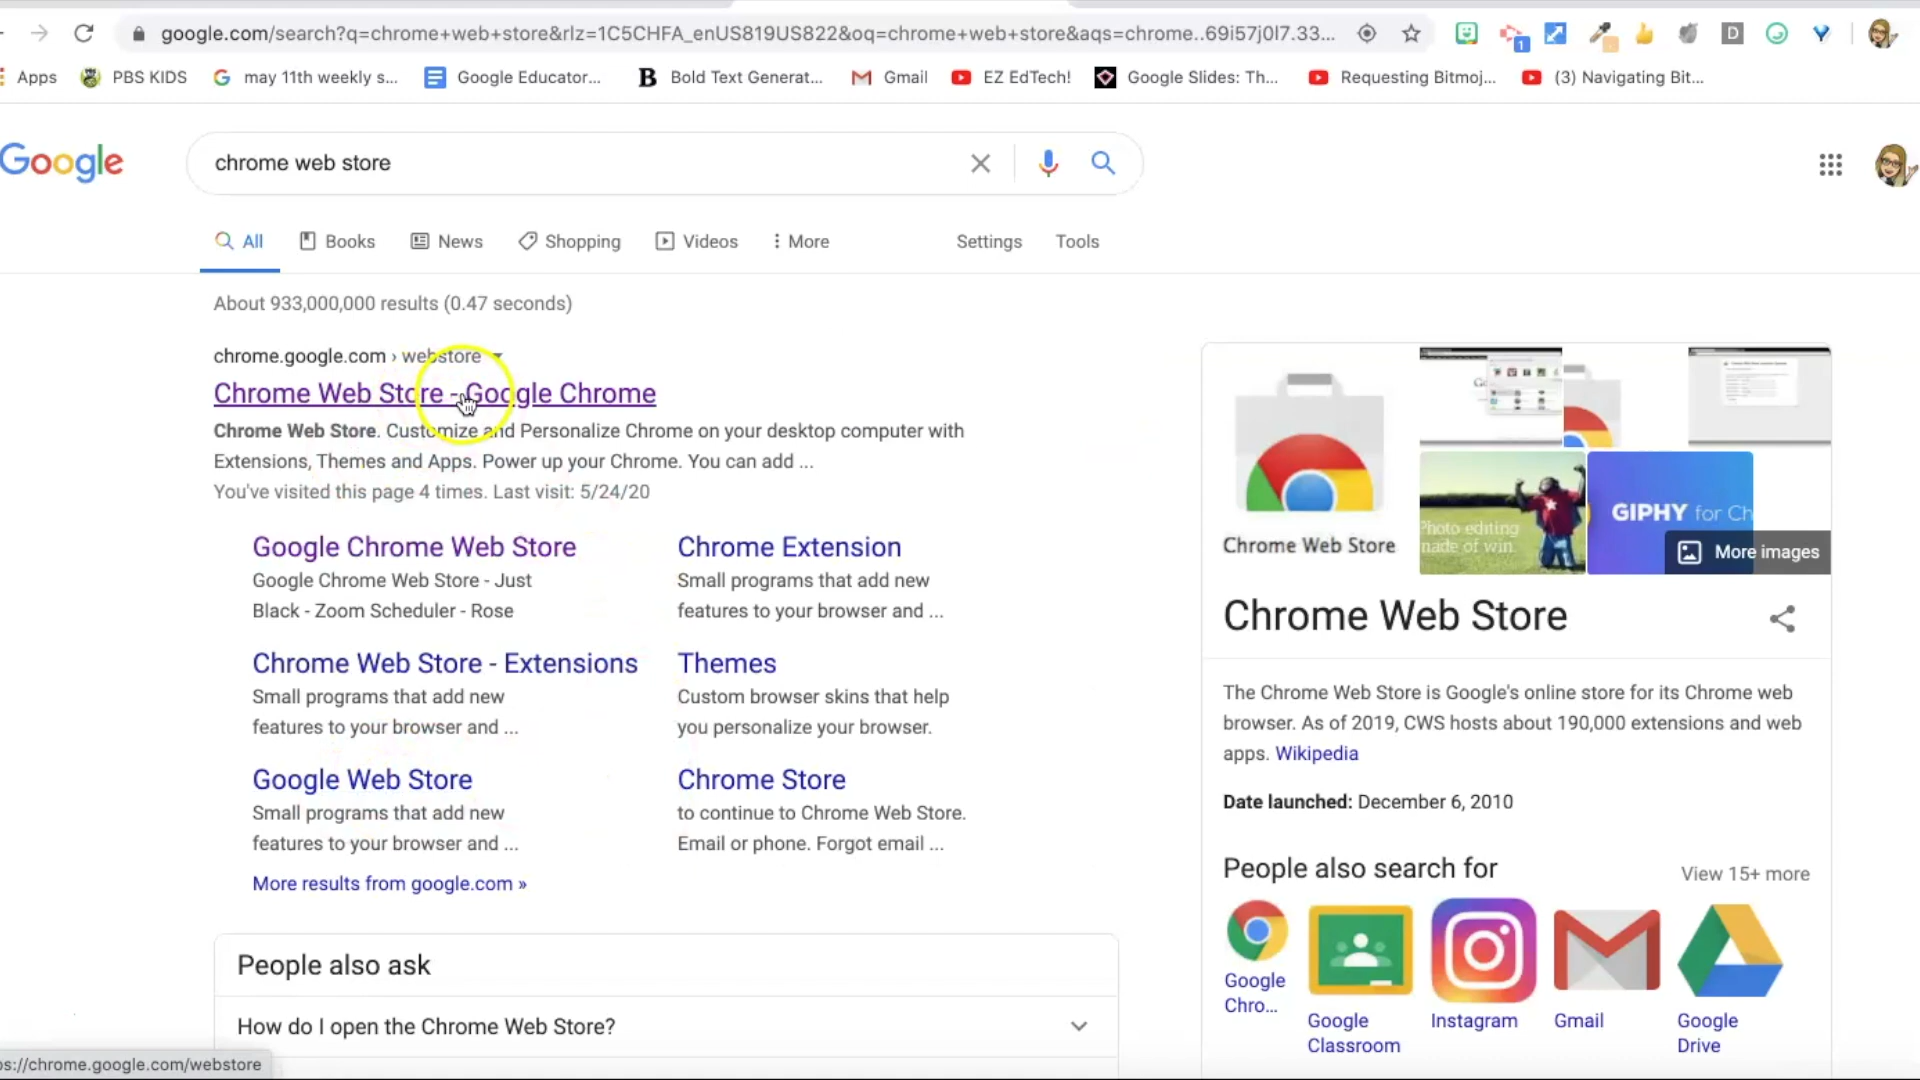 google.com/search?q=chrome+web+store&rlz=1C5CHFA_enUS819US822&oq=chrome+web+store&aqs=chrome..69i57j0l7.33...
1
D
Apps
PBS KIDS
may 11th weekly s...
Google Educator...
B Bold Text Generat...
Gmail
EZ EdTech!
Google Slides: Th...
Requesting Bitmoj...
(3) Navigating Bit...
Google
chrome web store
All
Books
News
Shopping
Videos
More
Settings
Tools
About 933,000,000 results (0.47 seconds)
chrome.google.com › webstore
Chrome Web Store - Google Chrome
Chrome Web Store. Customize and Personalize Chrome on your desktop computer with
Extensions, Themes and Apps. Power up your Chrome. You can add ...
You've visited this page 4 times. Last visit: 5/24/20
Google Chrome Web Store
Google Chrome Web Store - Just
Black - Zoom Scheduler - Rose
Chrome Extension
Small programs that add new
features to your browser and ...
Chrome Web Store - Extensions
Small programs that add new
features to your browser and ...
Themes
Custom browser skins that help
you personalize your browser.
Google Web Store
Small programs that add new
features to your browser and ...
Chrome Store
to continue to Chrome Web Store.
Email or phone. Forgot email ...
More results from google.com »
People also ask
How do I open the Chrome Web Store?
ps://chrome.google.com/webstore
Chrome Web Store
Photo editing
made of win.
GIPHY for Ch
More images
Chrome Web Store
The Chrome Web Store is Google's online store for its Chrome web
browser. As of 2019, CWS hosts about 190,000 extensions and web
apps. Wikipedia
Date launched: December 6, 2010
People also search for
View 15+ more
Google
Chro...
Google
Classroom
Instagram
Gmail
Google
Drive